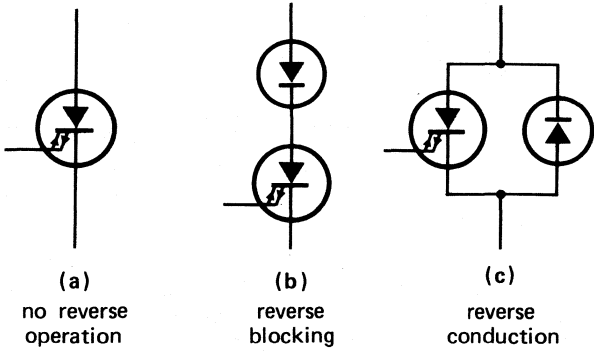 (a)
no reverse
operation
(b)
reverse
blocking
(c)
reverse
conduction